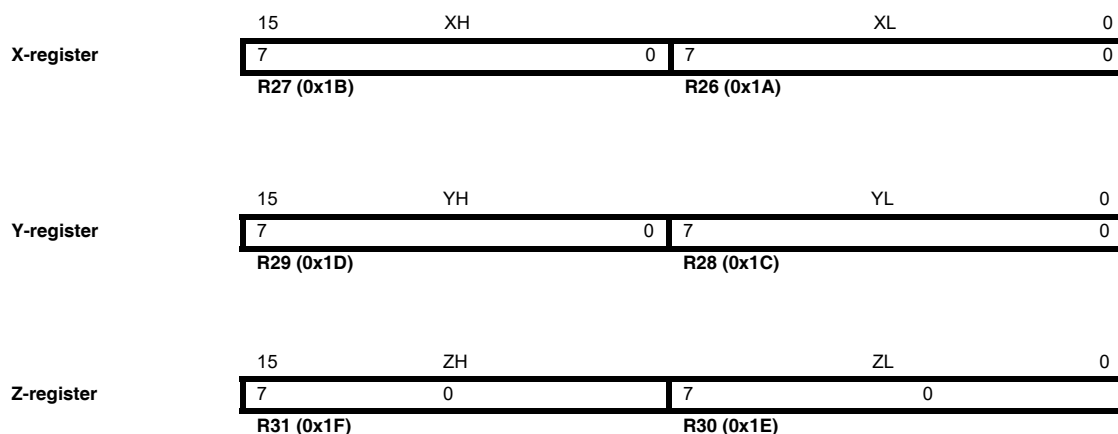 15 XH XL 0
X-register 7 0 7 0
R27 (0x1B) R26 (0x1A)
15 YH YL 0
Y-register 7 0 7 0
R29 (0x1D) R28 (0x1C)
15 ZH ZL 0
Z-register 7 0 7 0
R31 (0x1F) R30 (0x1E)